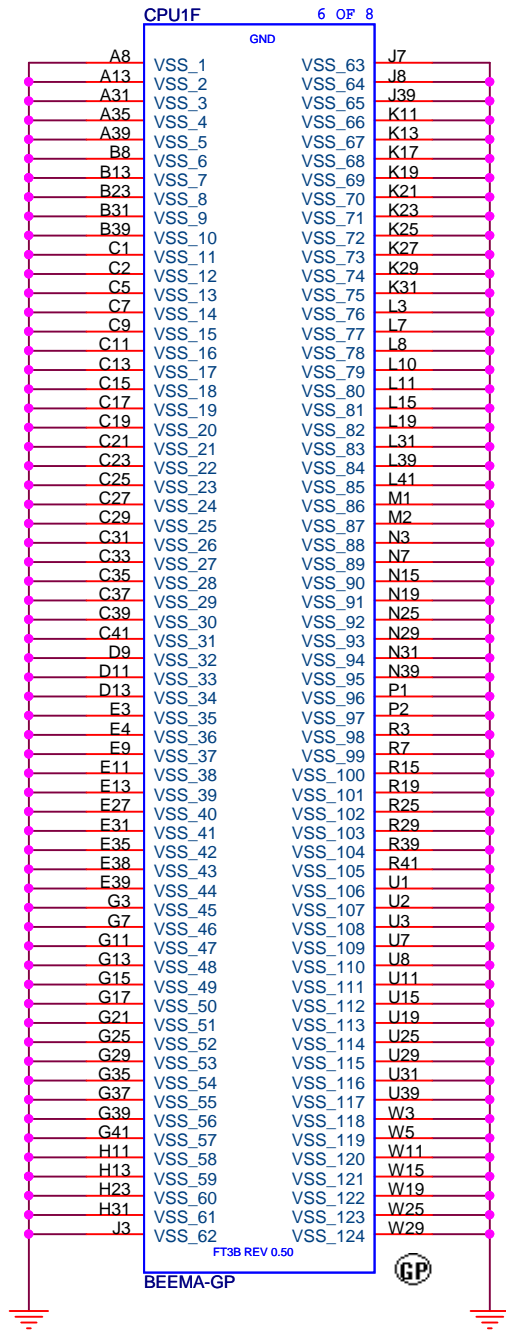 CPU1F 6 OF 8
GND
A8 VSS_1 VSS_63 J7
A13 VSS_2 VSS_64 J8
A31 VSS_3 VSS_65 J39
A35 VSS_4 VSS_66 K11
A39 VSS_5 VSS_67 K13
B8 VSS_6 VSS_68 K17
B13 VSS_7 VSS_69 K19
B23 VSS_8 VSS_70 K21
B31 VSS_9 VSS_71 K23
B39 VSS_10 VSS_72 K25
C1 VSS_11 VSS_73 K27
C2 VSS_12 VSS_74 K29
C5 VSS_13 VSS_75 K31
C7 VSS_14 VSS_76 L3
C9 VSS_15 VSS_77 L7
C11 VSS_16 VSS_78 L8
C13 VSS_17 VSS_79 L10
C15 VSS_18 VSS_80 L11
C17 VSS_19 VSS_81 L15
C19 VSS_20 VSS_82 L19
C21 VSS_21 VSS_83 L31
C23 VSS_22 VSS_84 L39
C25 VSS_23 VSS_85 L41
C27 VSS_24 VSS_86 M1
C29 VSS_25 VSS_87 M2
C31 VSS_26 VSS_88 N3
C33 VSS_27 VSS_89 N7
C35 VSS_28 VSS_90 N15
C37 VSS_29 VSS_91 N19
C39 VSS_30 VSS_92 N25
C41 VSS_31 VSS_93 N29
D9 VSS_32 VSS_94 N31
D11 VSS_33 VSS_95 N39
D13 VSS_34 VSS_96 P1
E3 VSS_35 VSS_97 P2
E4 VSS_36 VSS_98 R3
E9 VSS_37 VSS_99 R7
E11 VSS_38 VSS_100 R15
E13 VSS_39 VSS_101 R19
E27 VSS_40 VSS_102 R25
E31 VSS_41 VSS_103 R29
E35 VSS_42 VSS_104 R39
E38 VSS_43 VSS_105 R41
E39 VSS_44 VSS_106 U1
G3 VSS_45 VSS_107 U2
G7 VSS_46 VSS_108 U3
G11 VSS_47 VSS_109 U7
G13 VSS_48 VSS_110 U8
G15 VSS_49 VSS_111 U11
G17 VSS_50 VSS_112 U15
G21 VSS_51 VSS_113 U19
G25 VSS_52 VSS_114 U25
G29 VSS_53 VSS_115 U29
G35 VSS_54 VSS_116 U31
G37 VSS_55 VSS_117 U39
G39 VSS_56 VSS_118 W3
G41 VSS_57 VSS_119 W5
H11 VSS_58 VSS_120 W11
H13 VSS_59 VSS_121 W15
H23 VSS_60 VSS_122 W19
H31 VSS_61 VSS_123 W25
J3 VSS_62 VSS_124 W29
FT3B REV 0.50
GP
BEEMA-GP